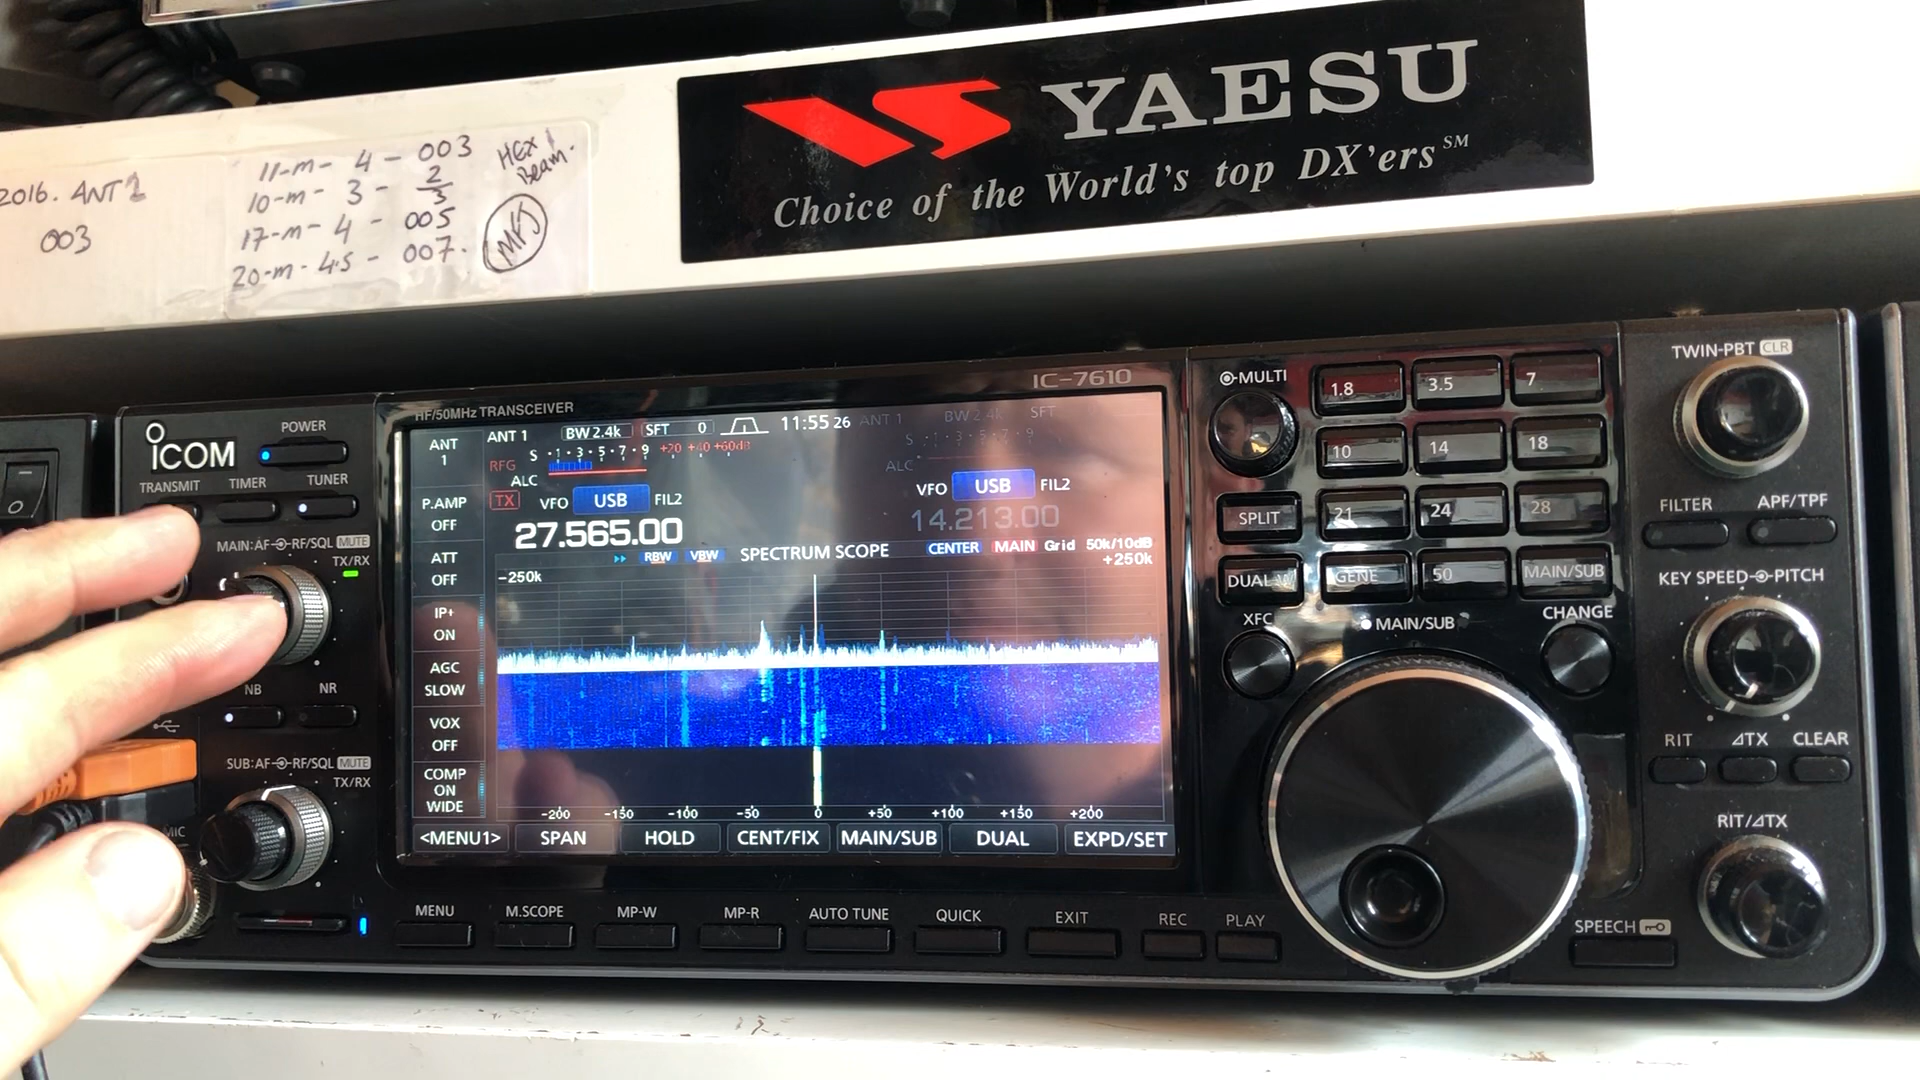 YAESU
Choice of the World's top DX'ers SM
2016. ANT 1
003
11-m - 4 - 003
10-m - 3 - 2/3
17-m - 4 - 005
20-m - 4.5 - 007.
HEX
Beam.
MFJ
IC-7610
HF/50MHz TRANSCEIVER
ICOM
POWER
TRANSMIT TIMER TUNER
MAIN:AF RF/SQL MUTE
TX/RX
NB NR
SUB:AF RF/SQL MUTE
TX/RX
MIC
ANT
1
P.AMP
OFF
ATT
OFF
IP+
ON
AGC
SLOW
VOX
OFF
COMP
ON
WIDE
ANT 1 BW 2.4k SFT 0 11:55 26 ANT 1 BW 2.4k SFT
S 1 3 5 7 9 +20 +40 +60dB S 1 3 5 7 9
RFG
ALC ALC
TX VFO USB FIL2 VFO USB FIL2
27.565.00 14.213.00
RBW VBW SPECTRUM SCOPE CENTER MAIN Grid 50k/10dB
-250k +250k
-200 -150 -100 -50 0 +50 +100 +150 +200
<MENU1> SPAN HOLD CENT/FIX MAIN/SUB DUAL EXPD/SET
MENU M.SCOPE MP-W MP-R AUTO TUNE QUICK EXIT REC PLAY
MULTI 1.8 3.5 7
10 14 18
SPLIT 21 24 28
DUAL-W GENE 50 MAIN/SUB
XFC MAIN/SUB CHANGE
TWIN-PBT CLR
FILTER APF/TPF
KEY SPEED PITCH
RIT ⊿TX CLEAR
RIT/⊿TX
SPEECH